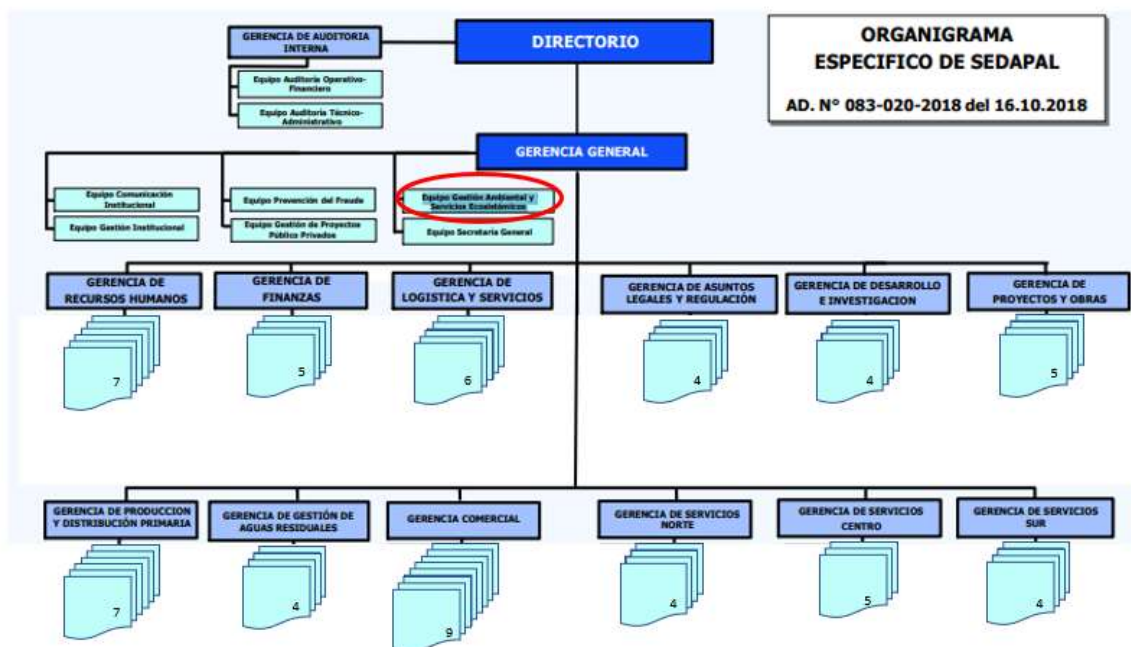 GERENCIA DE AUDITORIA
INTERNA
DIRECTORIO
ORGANIGRAMA
ESPECIFICO DE SEDAPAL
AD. N° 083-020-2018 del 16.10.2018
Equipo Auditoría Operativo-
Financiero
Equipo Auditoría Técnico-
Administrativo
GERENCIA GENERAL
Equipo Comunicación
Institucional
Equipo Prevención del Fraude
Equipo Gestión Ambiental y
Servicios Ecosistémicos
Equipo Gestión Institucional
Equipo Gestión de Proyectos
Público Privados
Equipo Secretaría General
GERENCIA DE
RECURSOS HUMANOS
GERENCIA DE
FINANZAS
GERENCIA DE
LOGISTICA Y SERVICIOS
GERENCIA DE ASUNTOS
LEGALES Y REGULACIÓN
GERENCIA DE DESARROLLO
E INVESTIGACION
GERENCIA DE
PROYECTOS Y OBRAS
7
5
6
4
4
5
GERENCIA DE PRODUCCION
Y DISTRIBUCIÓN PRIMARIA
GERENCIA DE GESTIÓN DE
AGUAS RESIDUALES
GERENCIA COMERCIAL
GERENCIA DE SERVICIOS
NORTE
GERENCIA DE SERVICIOS
CENTRO
GERENCIA DE SERVICIOS
SUR
7
4
9
4
5
4